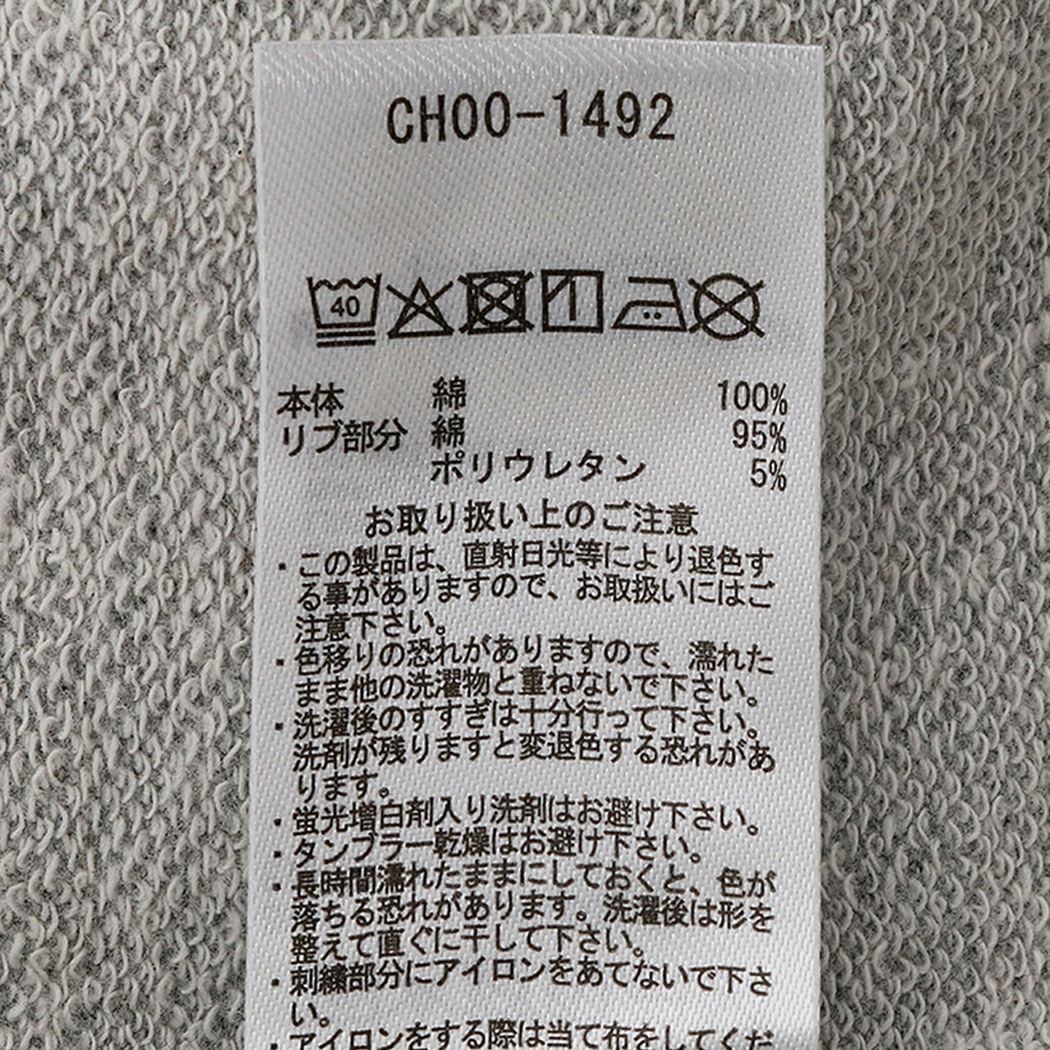 CH00-1492
40
本体 綿 100%
リブ部分 綿 95%
ポリウレタン 5%
お取り扱い上のご注意
・この製品は、直射日光等により退色す
る事がありますので、お取扱いにはご
注意下さい。
・色移りの恐れがありますので、濡れた
まま他の洗濯物と重ねないで下さい。
・洗濯後のすすぎは十分行って下さい。
洗剤が残りますと変退色する恐れがあ
ります。
・蛍光増白剤入り洗剤はお避け下さい。
・タンブラー乾燥はお避け下さい。
・長時間濡れたままにしておくと、色が
落ちる恐れがあります。洗濯後は形を
整えて直ぐに干して下さい。
・刺繍部分にアイロンをあてないで下さ
い。
・アイロンをする際は当て布をしてくだ